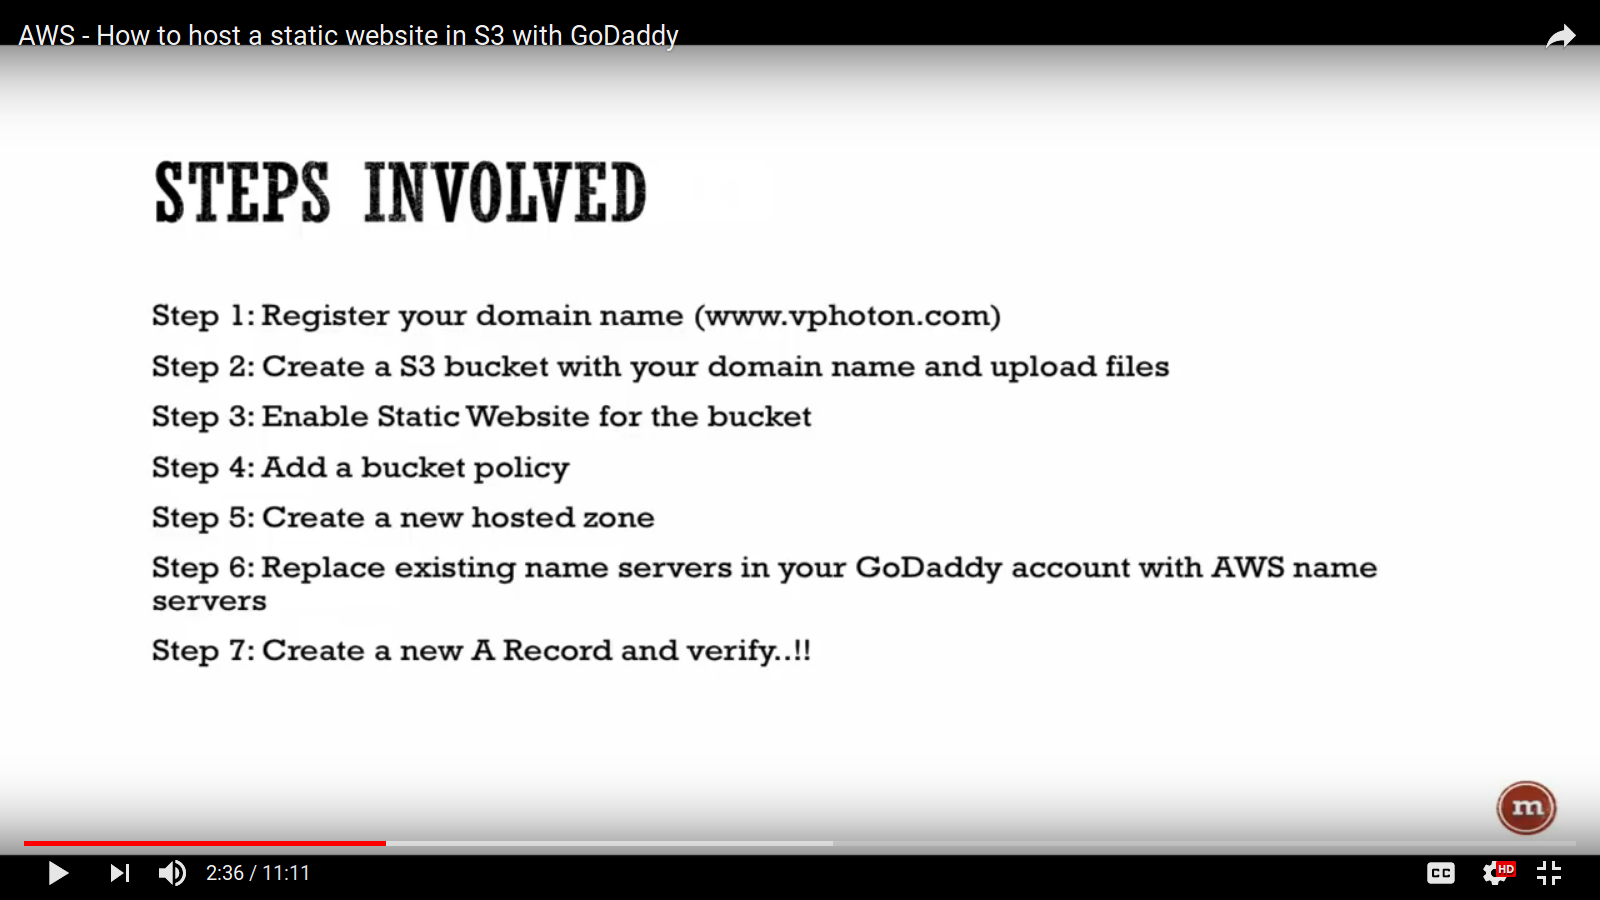 AWS - How to host a static website in S3 with GoDaddy
STEPS INVOLVED
Step 1: Register your domain name (www.vphoton.com)
Step 2: Create a S3 bucket with your domain name and upload files
Step 3: Enable Static Website for the bucket
Step 4: Add a bucket policy
Step 5: Create a new hosted zone
Step 6: Replace existing name servers in your GoDaddy account with AWS name
servers
Step 7: Create a new A Record and verify..!!
m
2:36 / 11:11
CC
HD